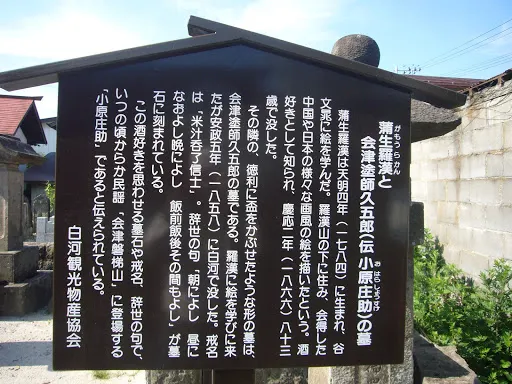 蒲生羅漢と
がもうらかん
会津塗師久五郎(伝 小原庄助)の墓
おはらしょうすけ
蒲生羅漢は天明四年(一七八四)に生まれ、谷
文晁に絵を学んだ。羅漢山の下に住み、会得した
中国や日本の様々な画風の絵を描いたという。酒
好きとして知られ、慶応二年(一八六六)八十三
歳で没した。
その隣の、徳利に盃をかぶせたような形の墓は、
会津塗師久五郎の墓である。羅漢に絵を学びに来
たが安政五年(一八五八)に白河で没した。戒名
は「米汁呑了信士」。辞世の句「朝によし 昼に
なおよし晩によし 飯前飯後その間もよし」が墓
石に刻まれている。
この酒好きを思わせる墓石や戒名、辞世の句で、
いつの頃からか民謡「会津磐梯山」に登場する
「小原庄助」であると伝えられている。
白河観光物産協会